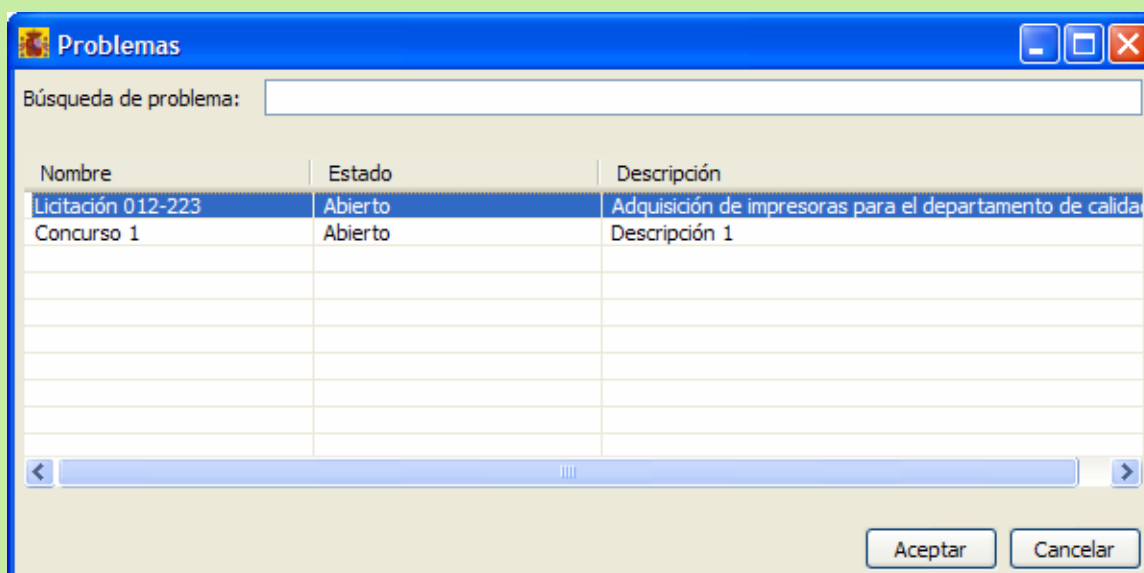 Problemas
Búsqueda de problema:
Nombre Estado Descripción
Licitación 012-223 Abierto Adquisición de impresoras para el departamento de calidad
Concurso 1 Abierto Descripción 1
Aceptar Cancelar